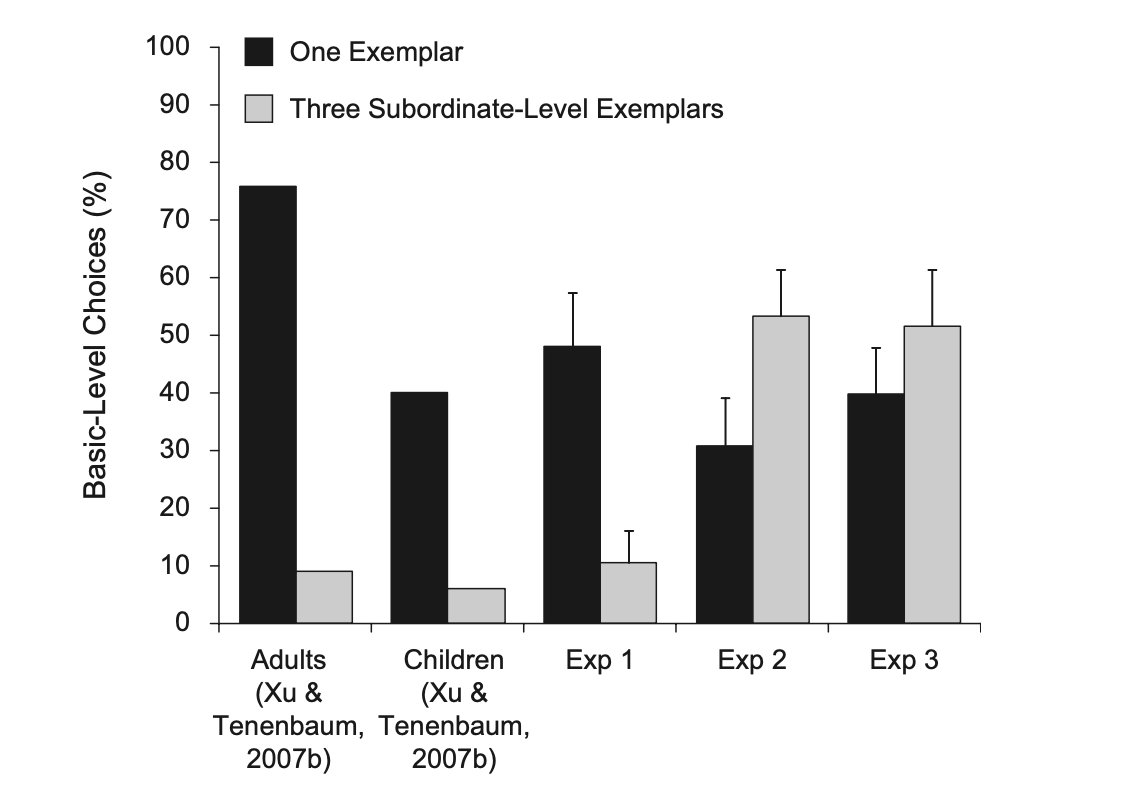 100
One Exemplar
90
Three Subordinate-Level Exemplars
80
70
60
50
40
30
20
10
0
Basic-Level Choices (%)
Adults
(Xu &
Tenenbaum,
2007b)
Children
(Xu &
Tenenbaum,
2007b)
Exp 1
Exp 2
Exp 3